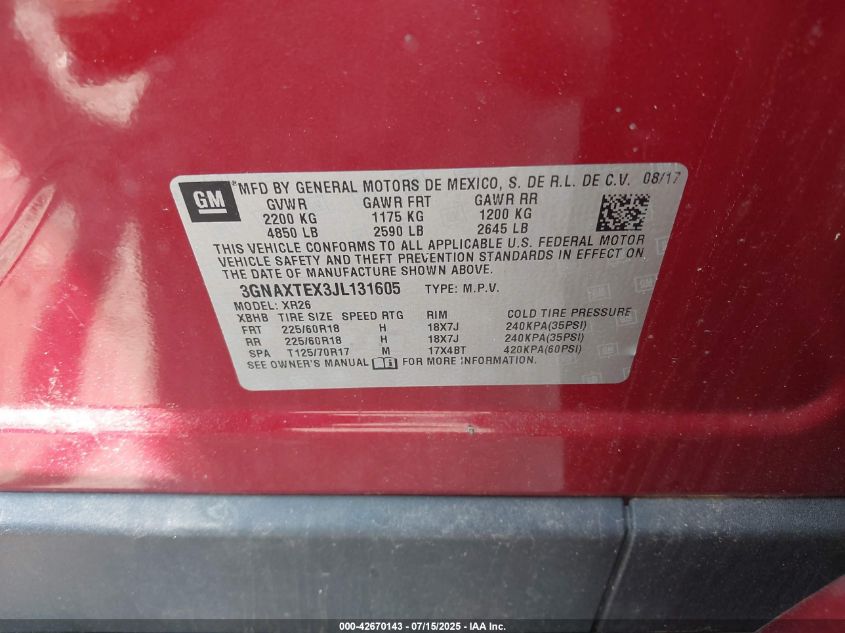 GM
®MFD BY GENERAL MOTORS DE MEXICO, S. DE R.L. DE C.V. 08/17
GVWR GAWR FRT GAWR RR
2200 KG 1175 KG 1200 KG
4850 LB 2590 LB 2645 LB
THIS VEHICLE CONFORMS TO ALL APPLICABLE U.S. FEDERAL MOTOR
VEHICLE SAFETY AND THEFT PREVENTION STANDARDS IN EFFECT ON
THE DATE OF MANUFACTURE SHOWN ABOVE.
3GNAXTEX3JL131605 TYPE: M.P.V.
MODEL: XR26
XBHB TIRE SIZE SPEED RTG RIM COLD TIRE PRESSURE
FRT 225/60R18 H 18X7J 240KPA(35PSI)
RR 225/60R18 H 18X7J 240KPA(35PSI)
SPA T125/70R17 M 17X4BT 420KPA(60PSI)
SEE OWNER'S MANUAL FOR MORE INFORMATION.
000-42670143 - 07/15/2025 - IAA Inc.